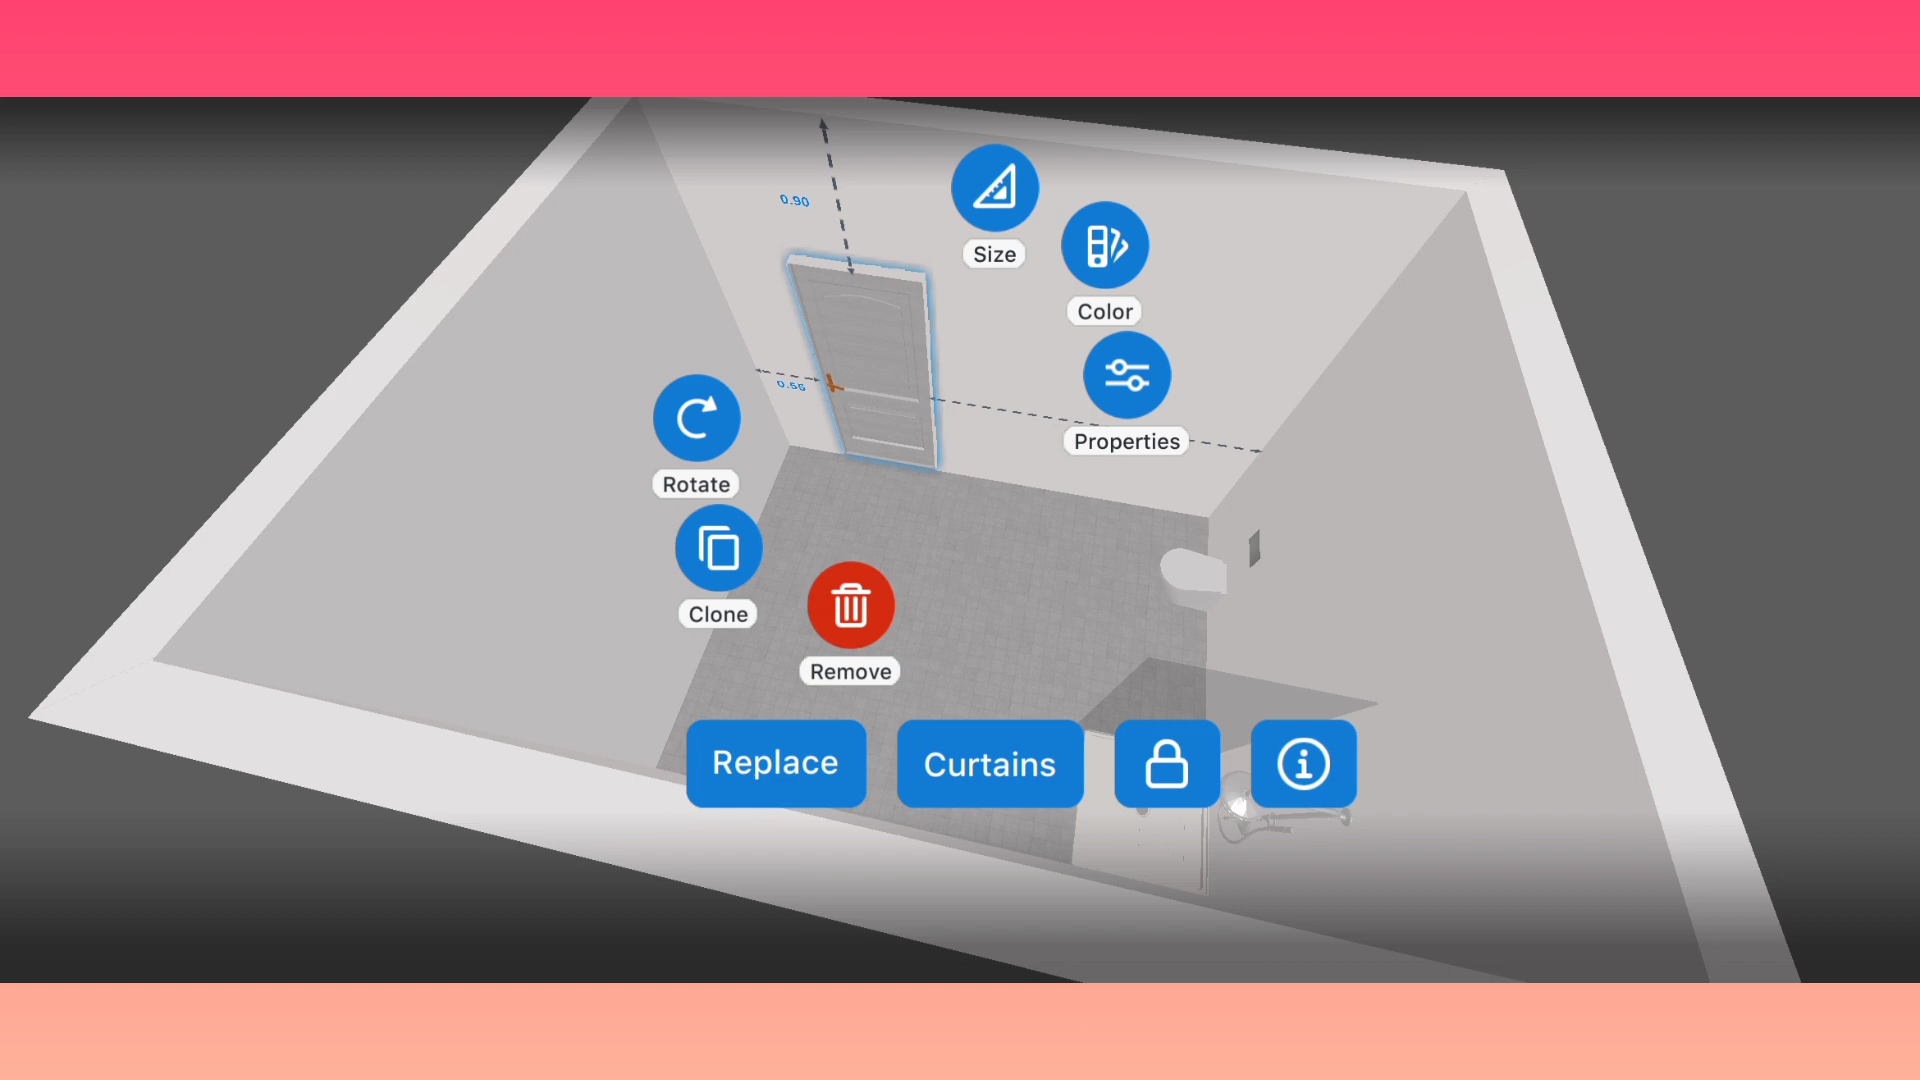 0.90
Size
Color
0.56
Properties
Rotate
Clone
Remove
Replace
Curtains